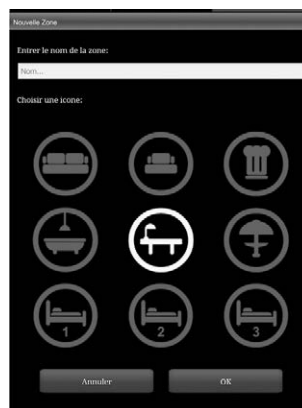 Nouvelle Zone
Entrer le nom de la zone:
Nom...
Choisir une icone:
1 2 3
Annuler OK